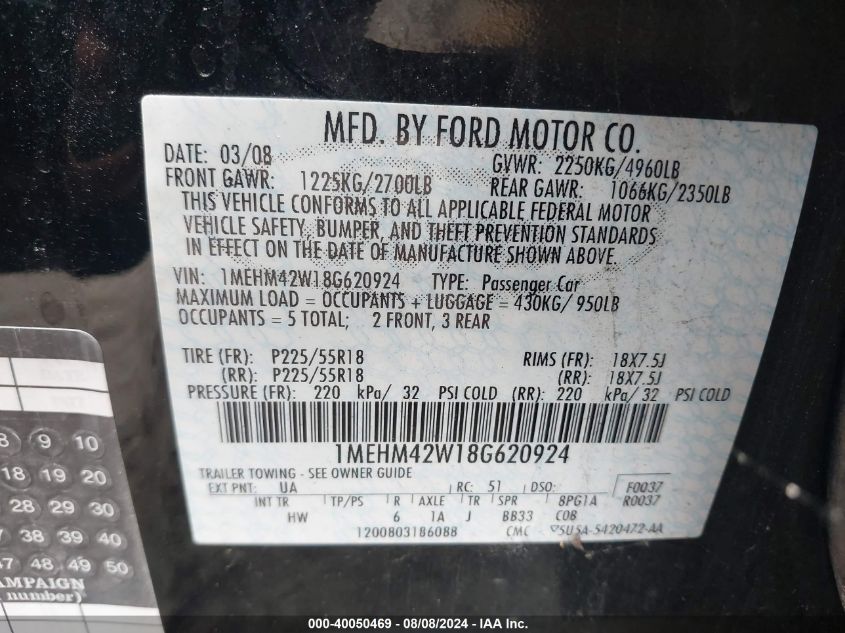 MFD. BY FORD MOTOR CO.
DATE: 03/08 GVWR: 2250KG/4960LB
FRONT GAWR: 1225KG/2700LB REAR GAWR: 1066KG/2350LB
THIS VEHICLE CONFORMS TO ALL APPLICABLE FEDERAL MOTOR
VEHICLE SAFETY, BUMPER, AND THEFT PREVENTION STANDARDS
IN EFFECT ON THE DATE OF MANUFACTURE SHOWN ABOVE.
VIN: 1MEHM42W18G620924 TYPE: Passenger Car
MAXIMUM LOAD = OCCUPANTS + LUGGAGE = 430KG/ 950LB
OCCUPANTS = 5 TOTAL; 2 FRONT, 3 REAR
TIRE (FR): P225/55R18 RIMS (FR): 18X7.5J
(RR): P225/55R18 (RR): 18X7.5J
PRESSURE (FR): 220 kPa/ 32 PSI COLD (RR): 220 kPa/ 32 PSI COLD
1MEHM42W18G620924
TRAILER TOWING - SEE OWNER GUIDE
EXT PNT: UA RC: 51 DSO: F0037
INT TR TP/PS R AXLE TR SPR 8PG1A R0037
HW 6 1A J BB33 C0B
1200803186088 CMC 5U5A-5420472-AA
8 9 10
18 19 20
28 29 30
37 38 39 40
47 48 49 50
AMPAIGN
number)
000-40050469 - 08/08/2024 - IAA Inc.